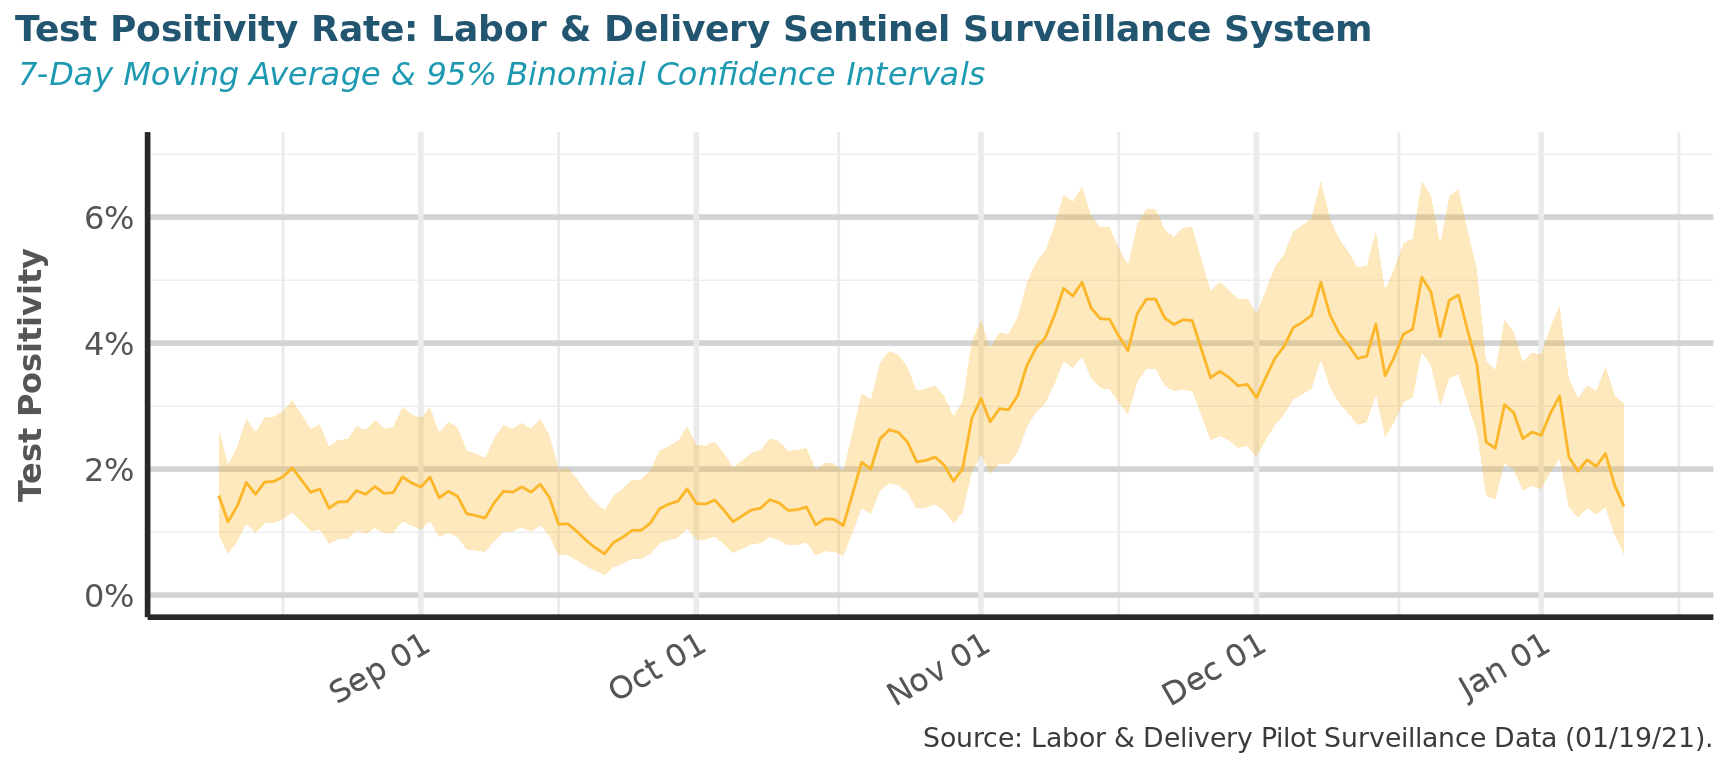 Test Positivity Rate: Labor & Delivery Sentinel Surveillance System
7-Day Moving Average & 95% Binomial Confidence Intervals
Test Positivity
6%
4%
2%
0%
Sep 01
Oct 01
Nov 01
Dec 01
Jan 01
Source: Labor & Delivery Pilot Surveillance Data (01/19/21).